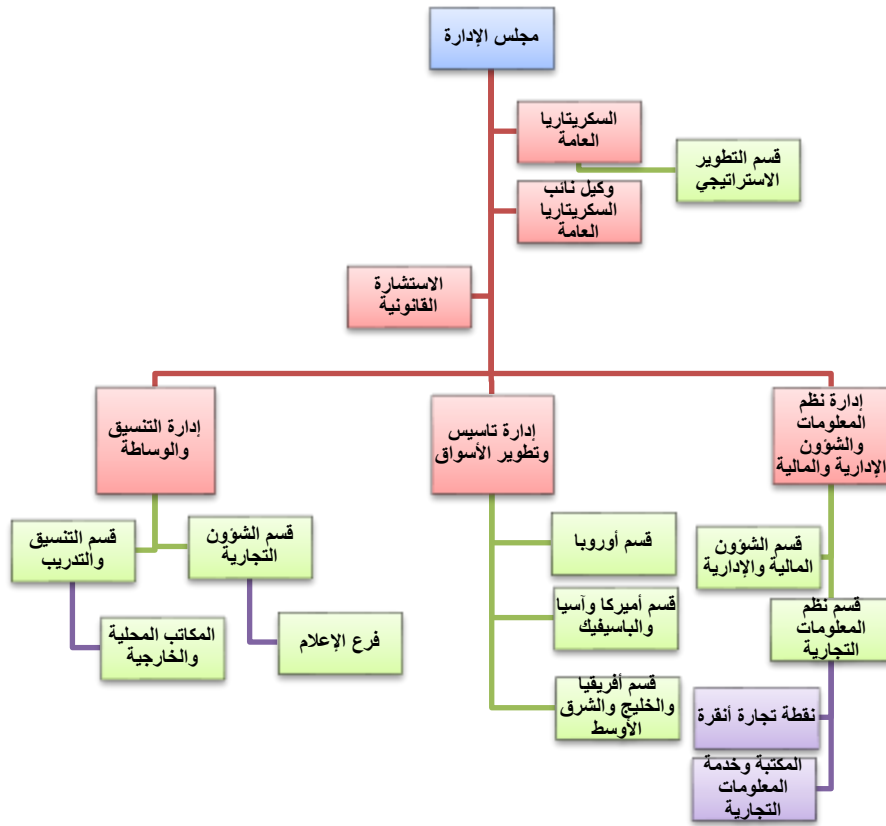 مجلس الإدارة
السكريتاريا
العامة
قسم التطوير
الاستراتيجي
وكيل نائب
السكريتاريا
العامة
الاستشارة
القانونية
إدارة نظم
المعلومات
والشؤون
الإدارية والمالية
إدارة تاسيس
وتطوير الأسواق
إدارة التنسيق
والوساطة
قسم الشؤون
المالية والإدارية
قسم نظم
المعلومات
التجارية
نقطة تجارة أنقرة
المكتبة وخدمة
المعلومات
التجارية
قسم أوروبا
قسم أميركا وآسيا
والباسيفيك
قسم أفريقيا
والخليج والشرق
الأوسط
قسم الشؤون
التجارية
فرع الإعلام
قسم التنسيق
والتدريب
المكاتب المحلية
والخارجية